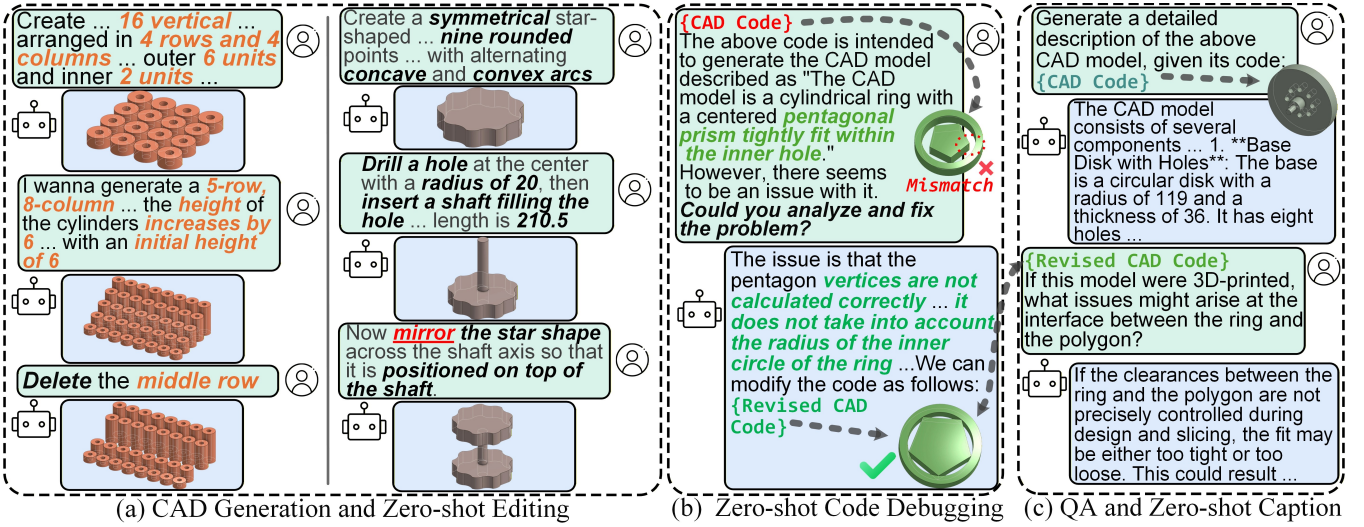 Create ... 16 vertical ...
arranged in 4 rows and 4
columns ... outer 6 units
and inner 2 units ...
I wanna generate a 5-row,
8-column ... the height of
the cylinders increases by
6 ... with an initial height
of 6
Delete the middle row
Create a symmetrical star-
shaped ... nine rounded
points ... with alternating
concave and convex arcs
Drill a hole at the center
with a radius of 20, then
insert a shaft filling the
hole ... length is 210.5
Now mirror the star shape
across the shaft axis so that
it is positioned on top of
the shaft.
(a) CAD Generation and Zero-shot Editing
{CAD Code}
The above code is intended
to generate the CAD model
described as "The CAD
model is a cylindrical ring with
a centered pentagonal
prism tightly fit within
the inner hole."
However, there seems
to be an issue with it.
Could you analyze and fix
the problem?
Mismatch
The issue is that the
pentagon vertices are not
calculated correctly ... it
does not take into account
the radius of the inner
circle of the ring ...We can
modify the code as follows:
{Revised CAD
Code}
(b) Zero-shot Code Debugging
Generate a detailed
description of the above
CAD model, given its code:
{CAD Code}
The CAD model
consists of several
components ... 1. **Base
Disk with Holes**: The base
is a circular disk with a
radius of 119 and a
thickness of 36. It has eight
holes ...
{Revised CAD Code}
If this model were 3D-printed,
what issues might arise at the
interface between the ring and
the polygon?
If the clearances between the
ring and the polygon are not
precisely controlled during
design and slicing, the fit may
be either too tight or too
loose. This could result ...
(c) QA and Zero-shot Caption